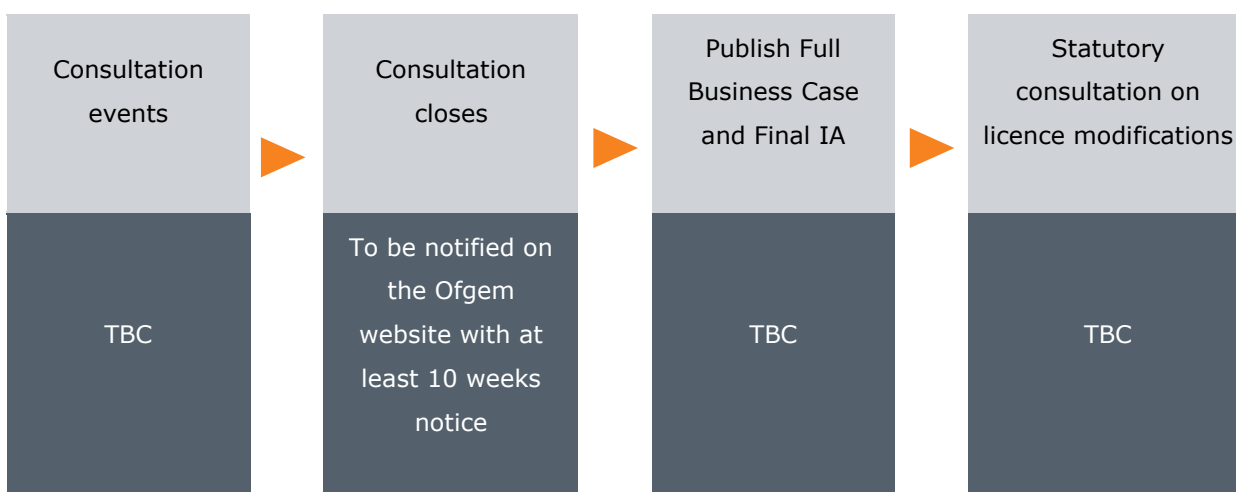 Consultation
events
TBC
Consultation
closes
To be notified on
the Ofgem
website with at
least 10 weeks
notice
Publish Full
Business Case
and Final IA
TBC
Statutory
consultation on
licence modifications
TBC